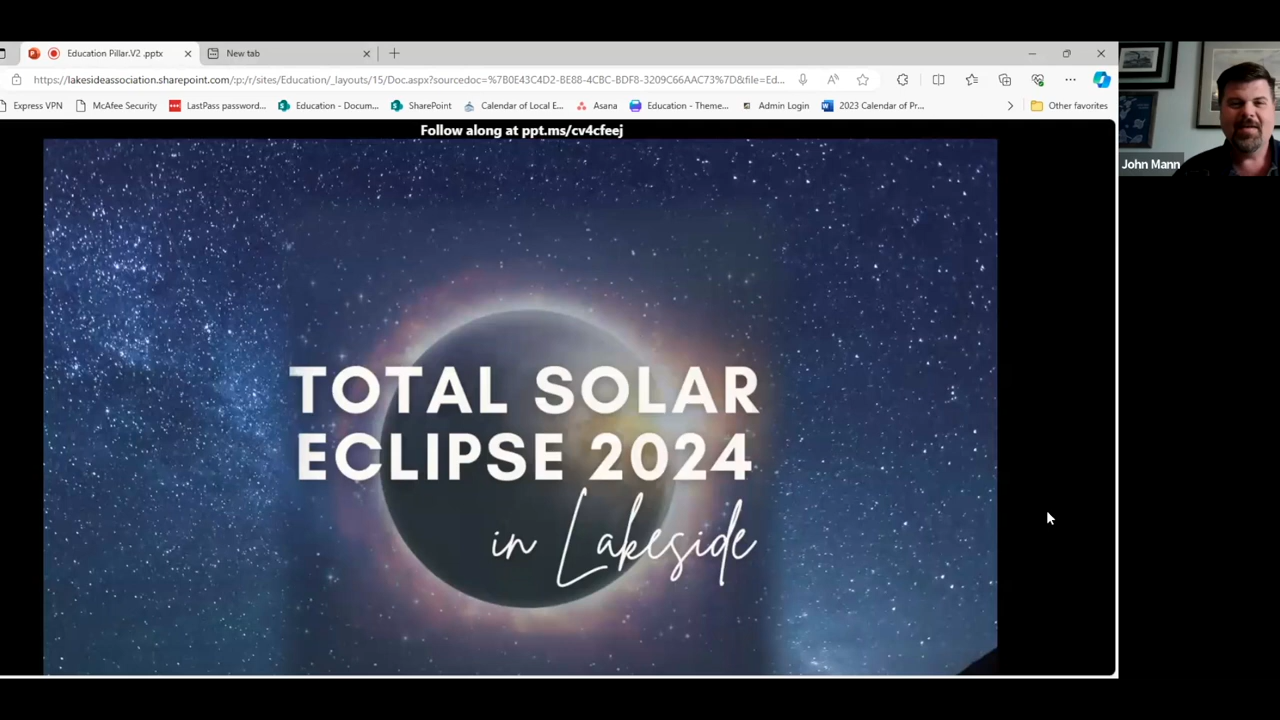 Education Pillar.V2 .pptx
New tab
https://lakesideassociation.sharepoint.com/:p:/r/sites/Education/_layouts/15/Doc.aspx?sourcedoc=%7B0E43C4D2-BE88-4CBC-BDF8-3209C66AAC73%7D&file=Ed...
Express VPN
McAfee Security
LastPass password...
Education - Docum...
SharePoint
Calendar of Local E...
Asana
Education - Theme...
Admin Login
2023 Calendar of Pr...
Other favorites
Follow along at ppt.ms/cv4cfeej
John Mann
TOTAL SOLAR
ECLIPSE 2024
in Lakeside